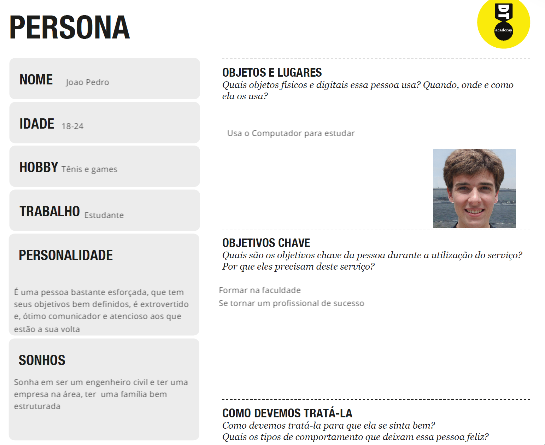 PERSONA
DT
academy
NOME Joao Pedro
IDADE 18-24
HOBBY Tênis e games
TRABALHO Estudante
PERSONALIDADE
É uma pessoa bastante esforçada, que tem
seus objetivos bem definidos, é extrovertido
e, ótimo comunicador e atencioso aos que
estão a sua volta
SONHOS
Sonha em ser um engenheiro civil e ter uma
empresa na área, ter uma família bem
estruturada
OBJETOS E LUGARES
Quais objetos físicos e digitais essa pessoa usa? Quando, onde e como
ela os usa?
Usa o Computador para estudar
OBJETIVOS CHAVE
Quais são os objetivos chave da pessoa durante a utilização do serviço?
Por que eles precisam deste serviço?
Formar na faculdade
Se tornar um profissional de sucesso
COMO DEVEMOS TRATÁ-LA
Como devemos tratá-la para que ela se sinta bem?
Quais os tipos de comportamento que deixam essa pessoa feliz?